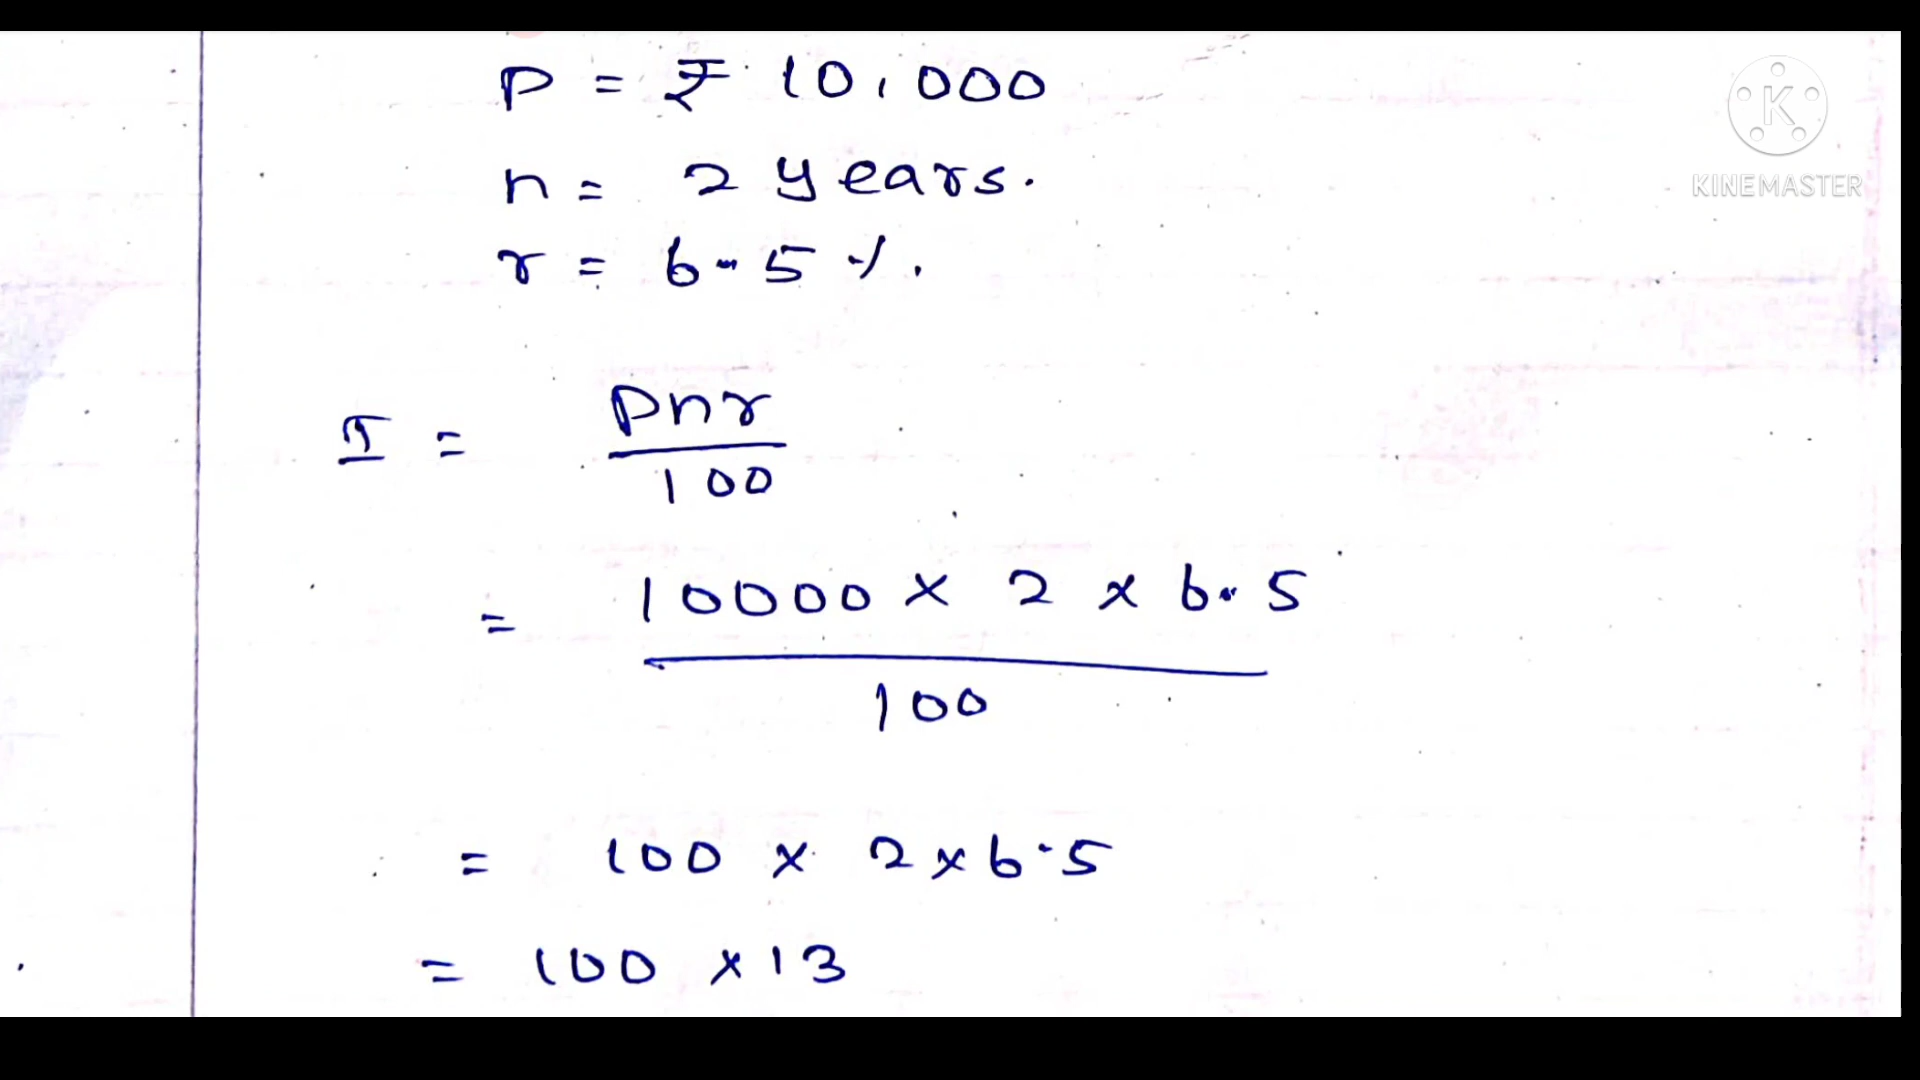 P = ₹ 10,000
KINEMASTER
n = 2 years.
r = 6.5 %.
I = Pnr
100
= 10000 x 2 x 6.5
100
= 100 x 2 x 6.5
= 100 x 13